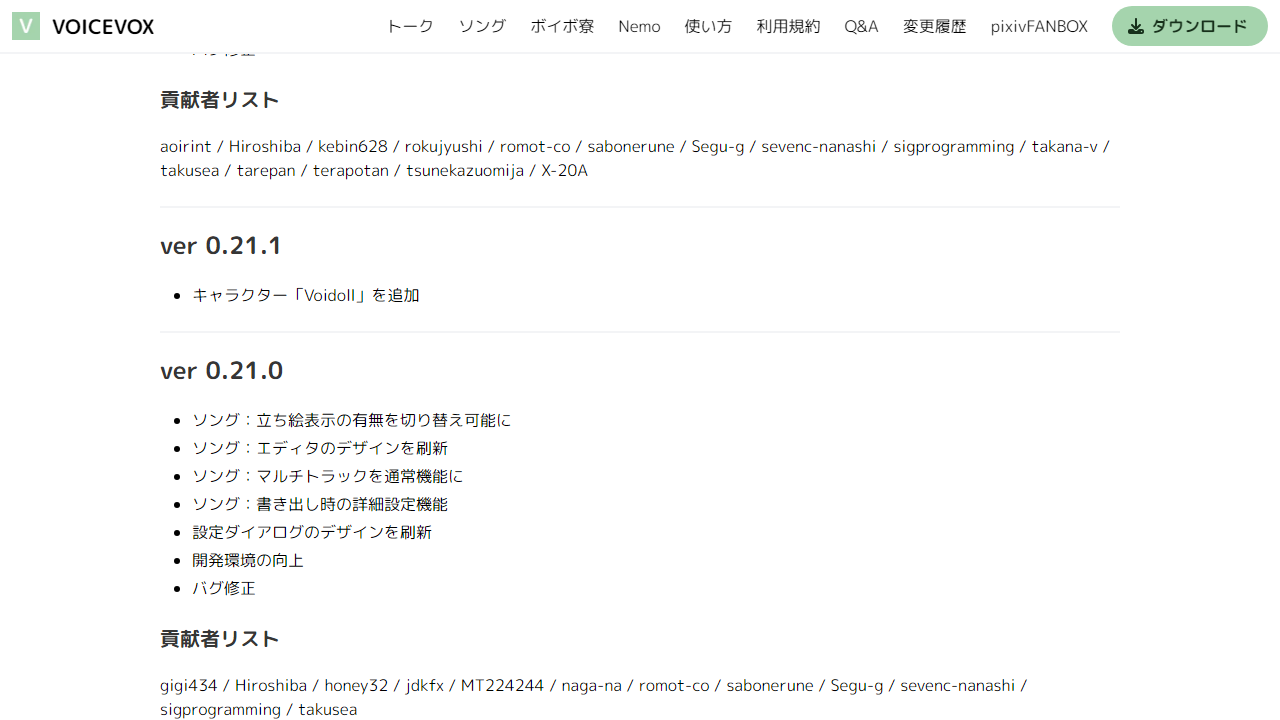 V VOICEVOX トーク ソング ボイボ寮 Nemo 使い方 利用規約 Q&A 変更履歴 pixivFANBOX ダウンロード
貢献者リスト
aoirint / Hiroshiba / kebin628 / rokujyushi / romot-co / sabonerune / Segu-g / sevenc-nanashi / sigprogramming / takana-v /
takusea / tarepan / terapotan / tsunekazuomija / X-20A
ver 0.21.1
キャラクター「Voidoll」を追加
ver 0.21.0
ソング：立ち絵表示の有無を切り替え可能に
ソング：エディタのデザインを刷新
ソング：マルチトラックを通常機能に
ソング：書き出し時の詳細設定機能
設定ダイアログのデザインを刷新
開発環境の向上
バグ修正
貢献者リスト
gigi434 / Hiroshiba / honey32 / jdkfx / MT224244 / naga-na / romot-co / sabonerune / Segu-g / sevenc-nanashi /
sigprogramming / takusea